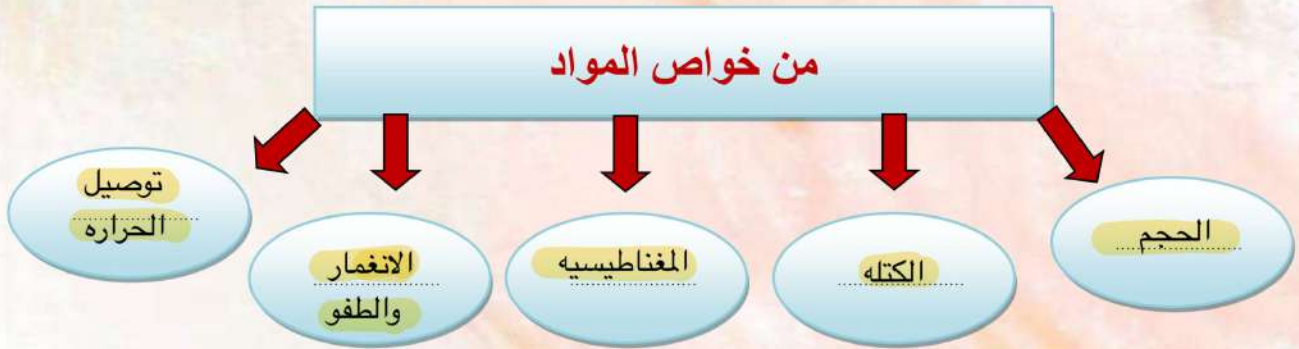 من خواص المواد
الحجم
الكتله
المغناطيسيه
الانغمار
والطفو
توصيل
الحراره